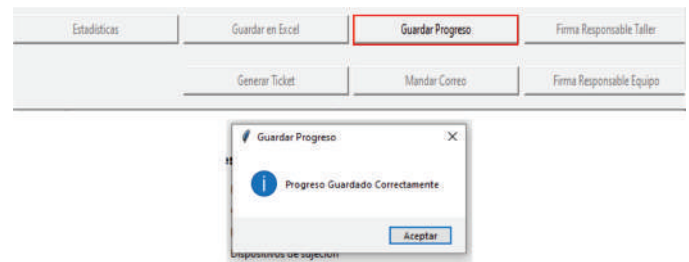 Estadísticas Guardar en Excel Guardar Progreso Firma Responsable Taller
Generar Ticket Mandar Correo Firma Responsable Equipo
Guardar Progreso
Progreso Guardado Correctamente
Aceptar
Dispositivos de sujeción